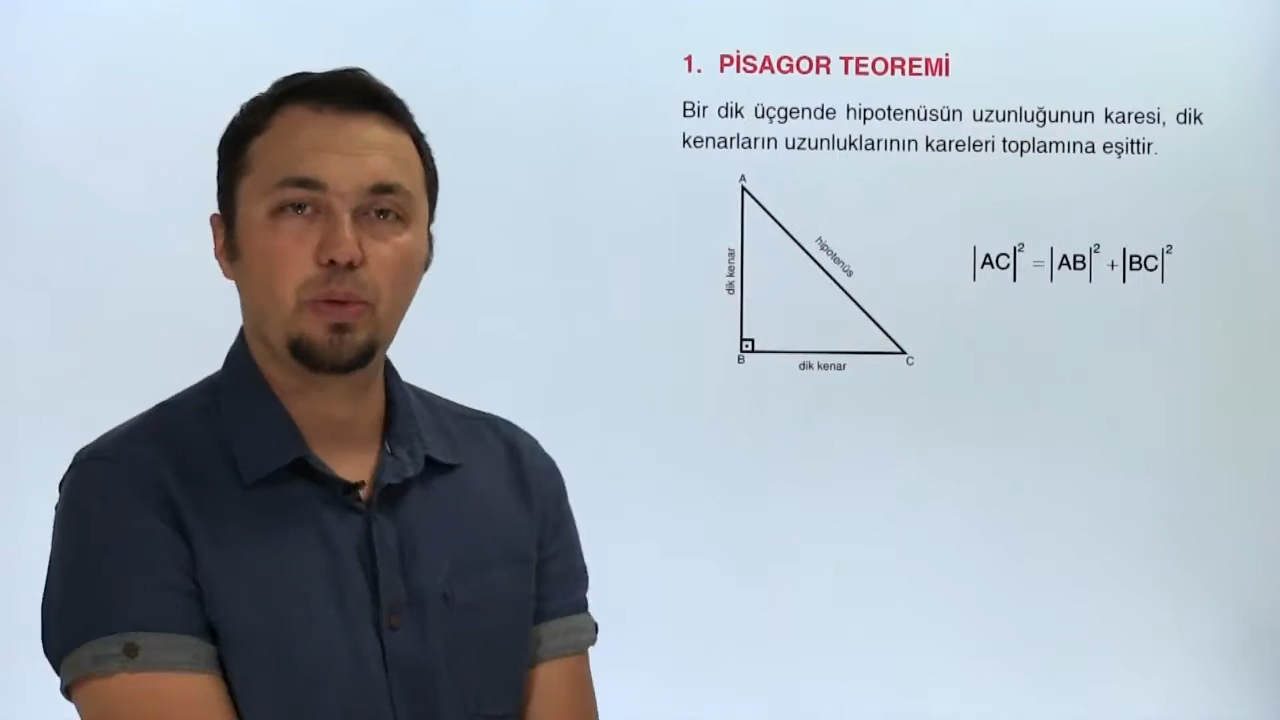 1. PİSAGOR TEOREMİ
Bir dik üçgende hipotenüsün uzunluğunun karesi, dik
kenarların uzunluklarının kareleri toplamına eşittir.
A
dik kenar
hipotenüs
|AC|² = |AB|² + |BC|²
B
dik kenar
C